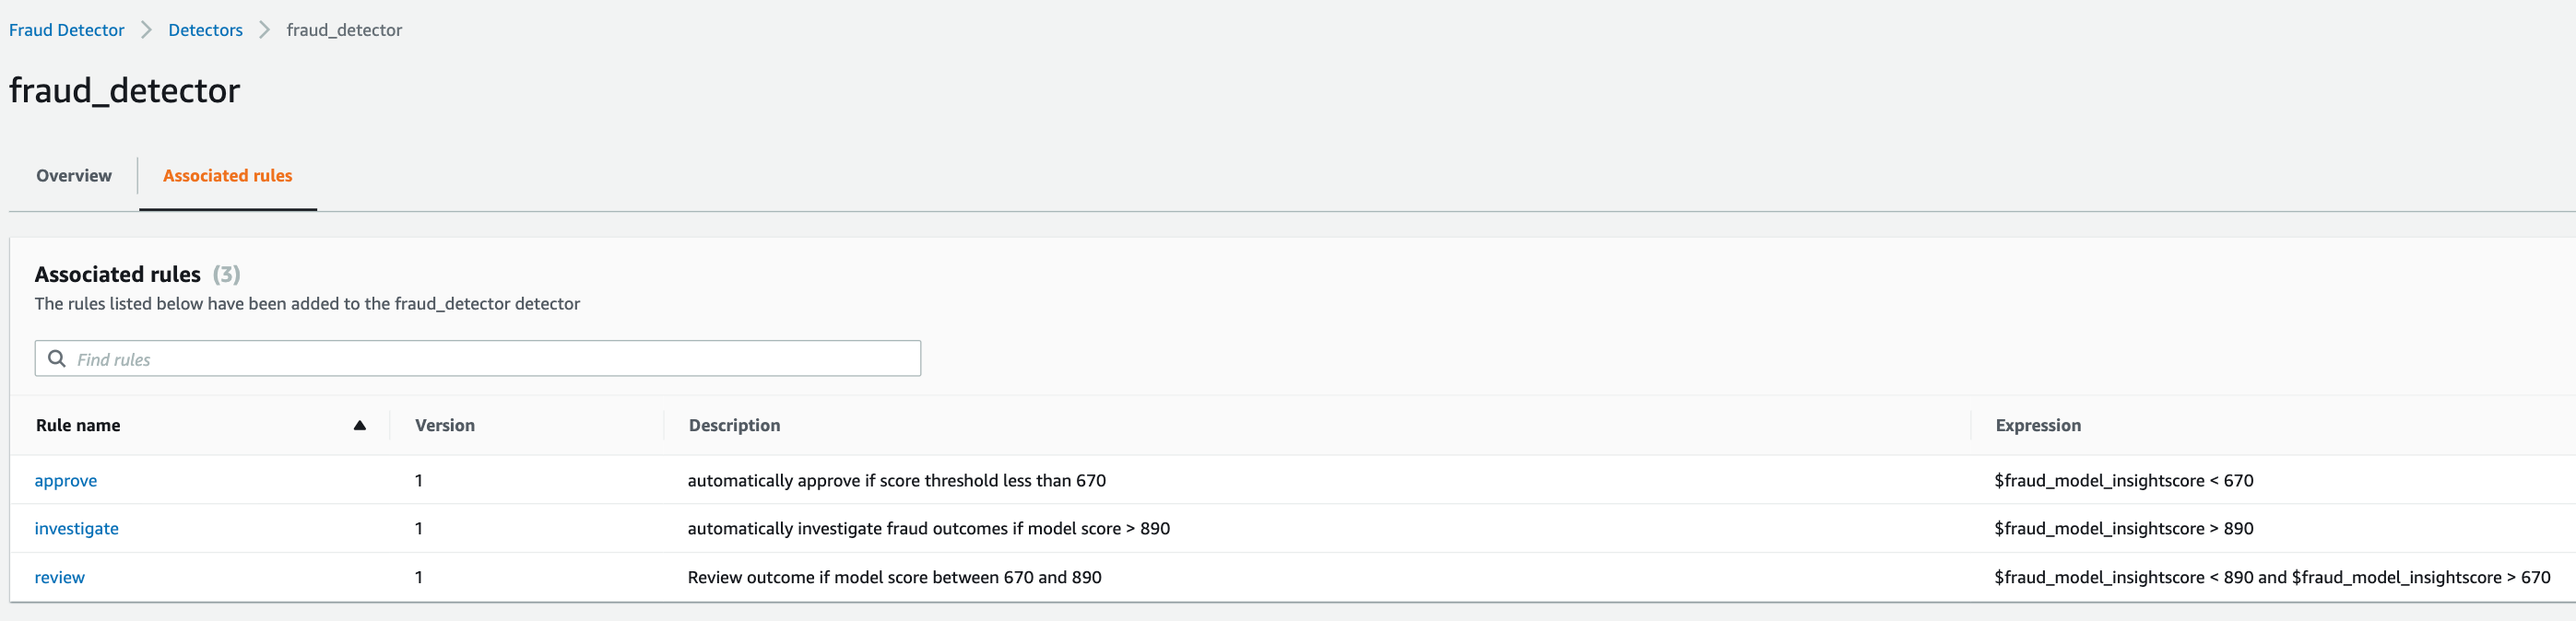 Fraud Detector > Detectors > fraud_detector
fraud_detector
Overview Associated rules
Associated rules (3)
The rules listed below have been added to the fraud_detector detector
Find rules
Rule name Version Description Expression
approve 1 automatically approve if score threshold less than 670 $fraud_model_insightscore < 670
investigate 1 automatically investigate fraud outcomes if model score > 890 $fraud_model_insightscore > 890
review 1 Review outcome if model score between 670 and 890 $fraud_model_insightscore < 890 and $fraud_model_insightscore > 670